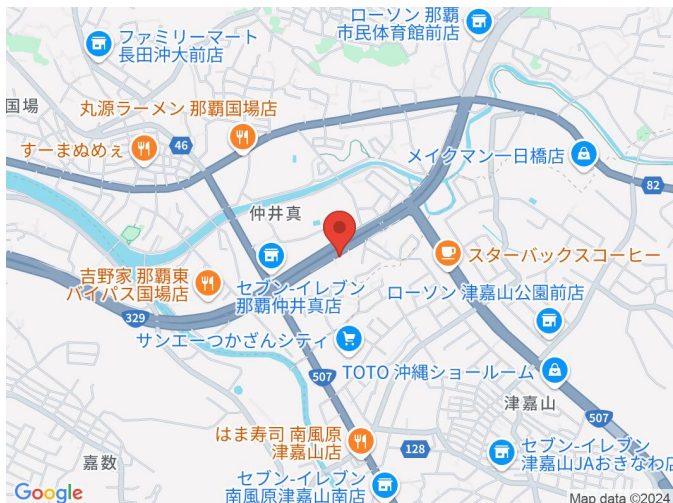 ローソン 那覇
市民体育館前店
ファミリーマート
長田沖大前店
国場
丸源ラーメン 那覇国場店
すーまぬめぇ
46
メイクマン一日橋店
82
仲井真
スターバックスコーヒー
吉野家 那覇東
バイパス国場店
セブン-イレブン
那覇仲井真店
ローソン 津嘉山公園前店
329
サンエーつかざんシティ
507
TOTO 沖縄ショールーム
津嘉山
507
はま寿司 南風原
津嘉山店
128
嘉数
セブン-イレブン
津嘉山JAおきなわ店
セブン-イレブン
南風原津嘉山南店
Google
Map data ©2024